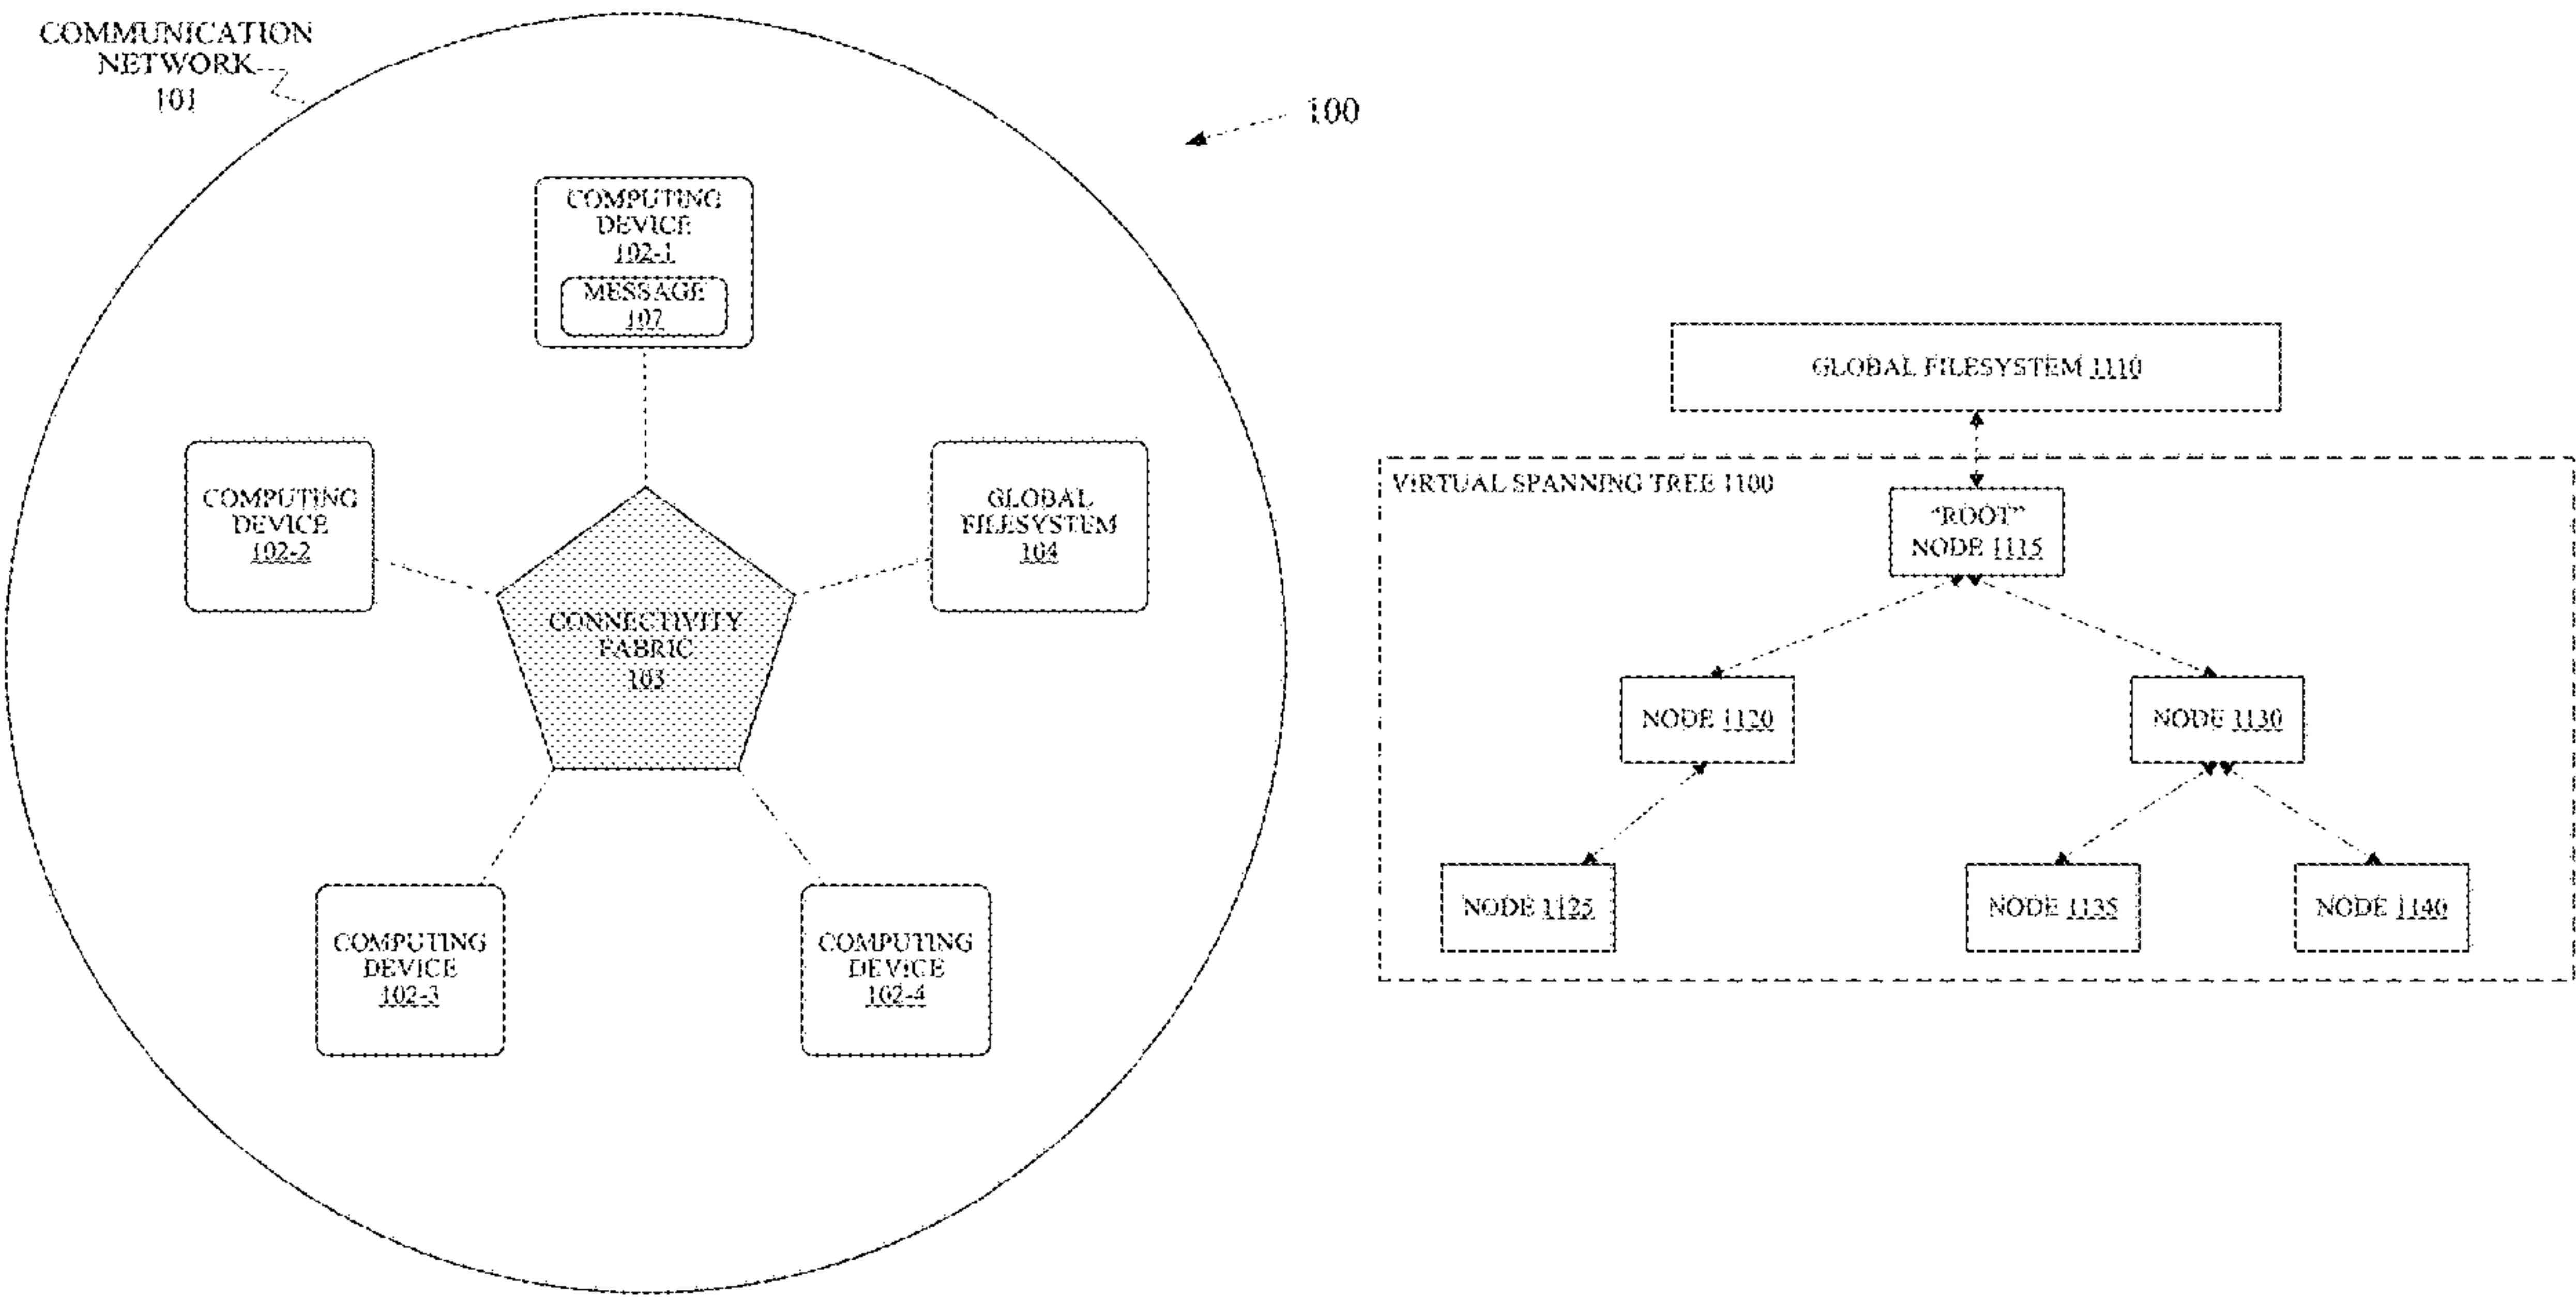 COMMUNICATION
NETWORK
101
100
COMPUTING
DEVICE
102-1
MESSAGE
107
COMPUTING
DEVICE
102-2
GLOBAL
FILESYSTEM
104
CONNECTIVITY
FABRIC
103
COMPUTING
DEVICE
102-3
COMPUTING
DEVICE
102-4
GLOBAL FILESYSTEM 1110
VIRTUAL SPANNING TREE 1100
"ROOT"
NODE 1115
NODE 1120
NODE 1130
NODE 1125
NODE 1135
NODE 1140